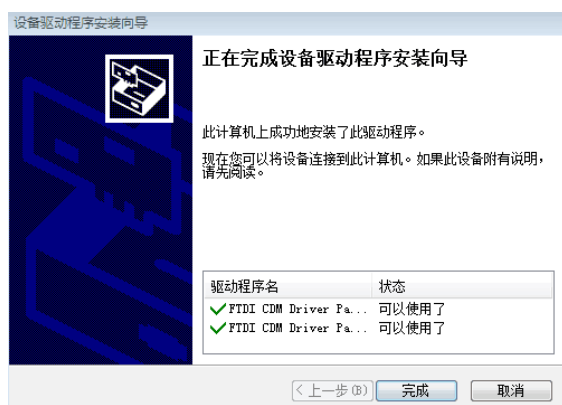 设备驱动程序安装向导
正在完成设备驱动程序安装向导
此计算机上成功地安装了此驱动程序。
现在您可以将设备连接到此计算机。如果此设备附有说明，
请先阅读。
驱动程序名 状态
FTDI CDM Driver Pa... 可以使用了
FTDI CDM Driver Pa... 可以使用了
<上一步(B) 完成 取消